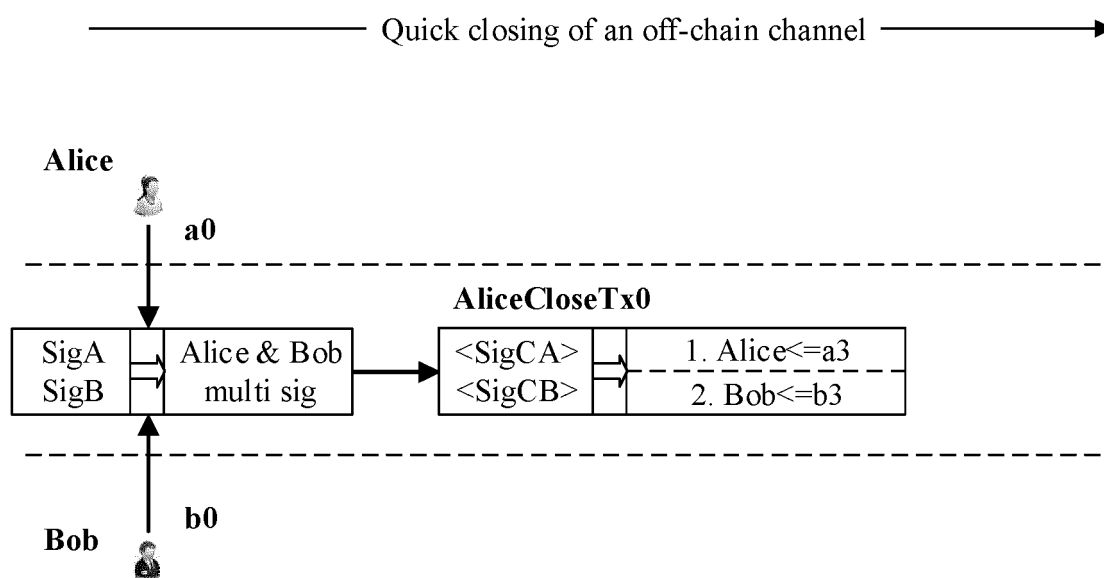 Quick closing of an off-chain channel
Alice
a0
AliceCloseTx0
SigA
SigB
Alice & Bob
multi sig
<SigCA>
<SigCB>
1. Alice<=a3
2. Bob<=b3
b0
Bob